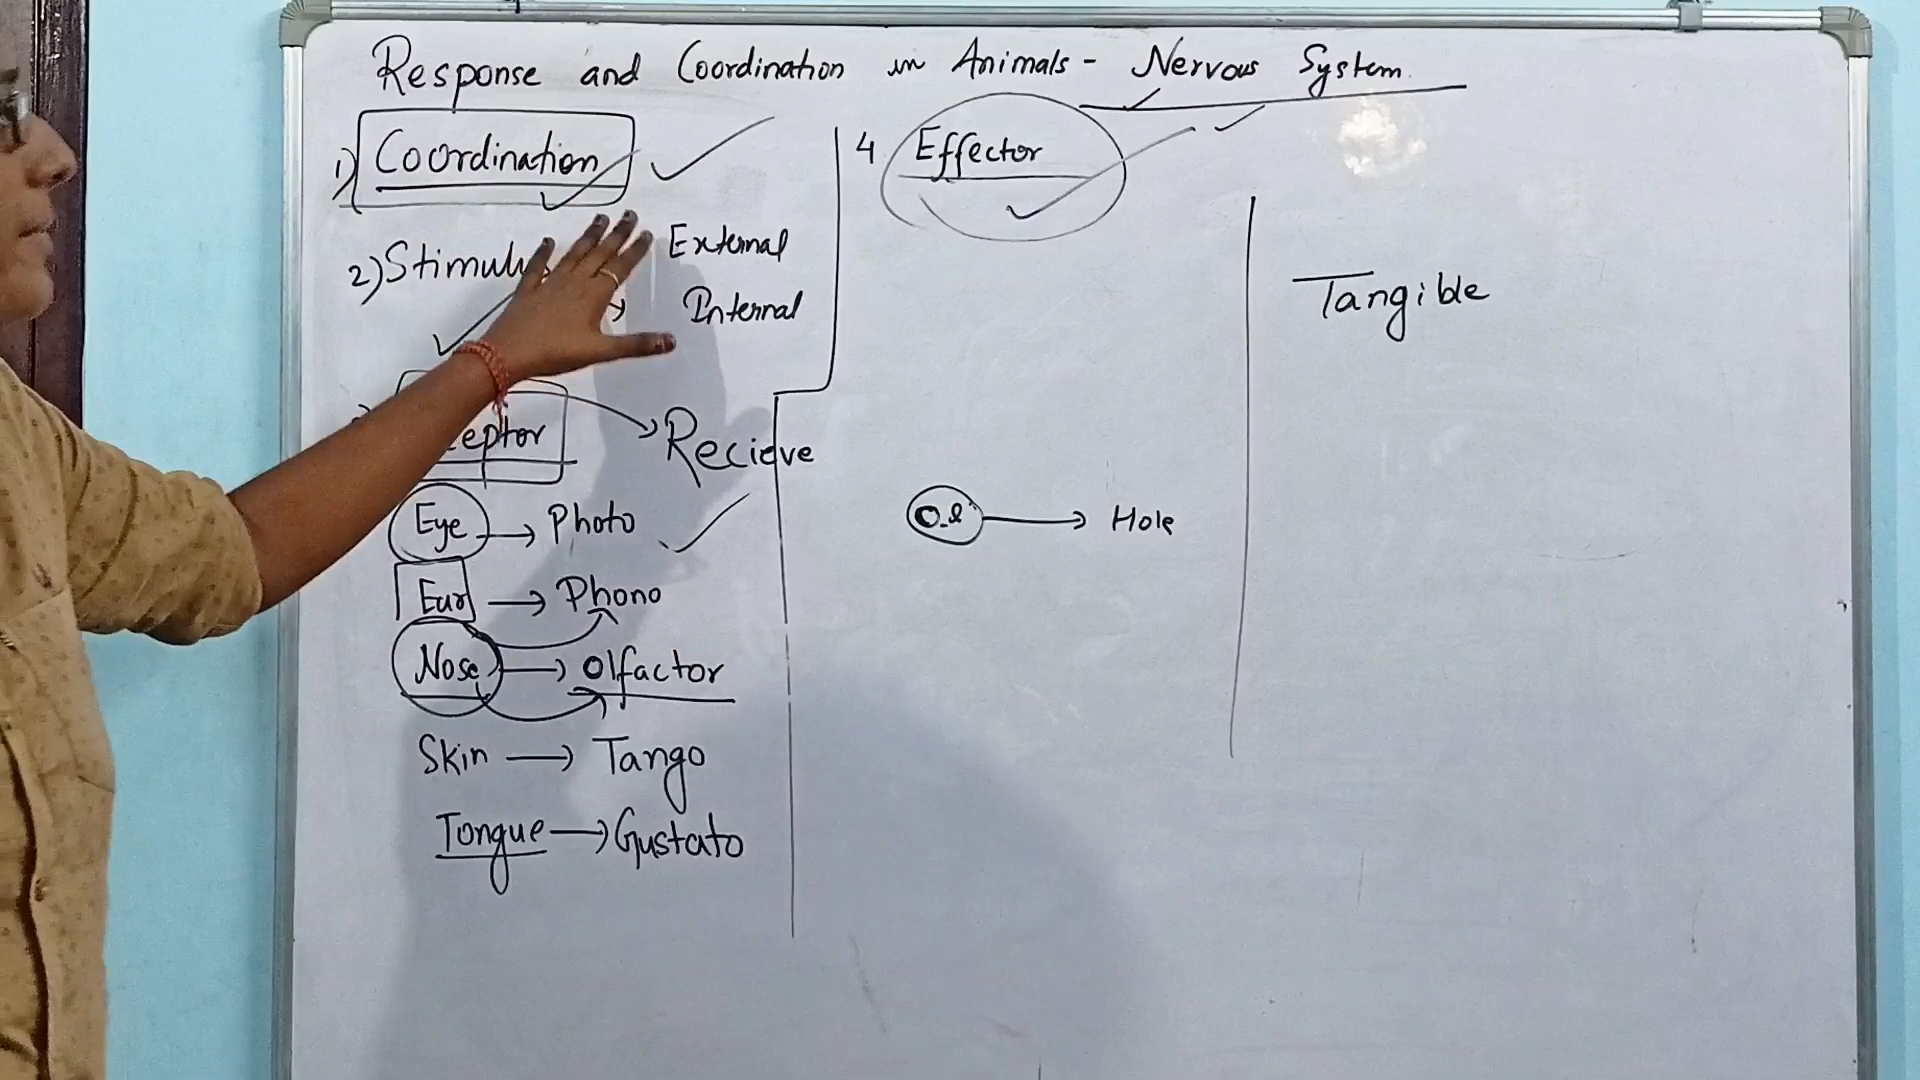 Response and Coordination in Animals - Nervous System.
1) Coordination
2) Stimulus
External
Internal
eptor
Recieve
Eye → Photo
Ear → Phono
Nose → Olfactor
Skin → Tango
Tongue → Gustato
4 Effector
→ Hole
Tangible